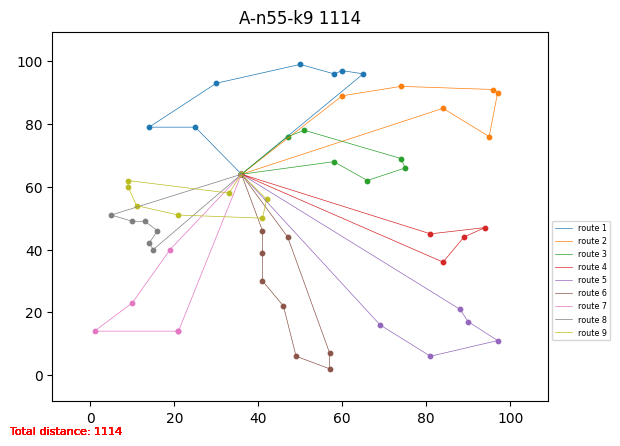 A-n55-k9 1114
100
80
60
40
20
0
0 20 40 60 80 100
route 1
route 2
route 3
route 4
route 5
route 6
route 7
route 8
route 9
Total distance: 1114